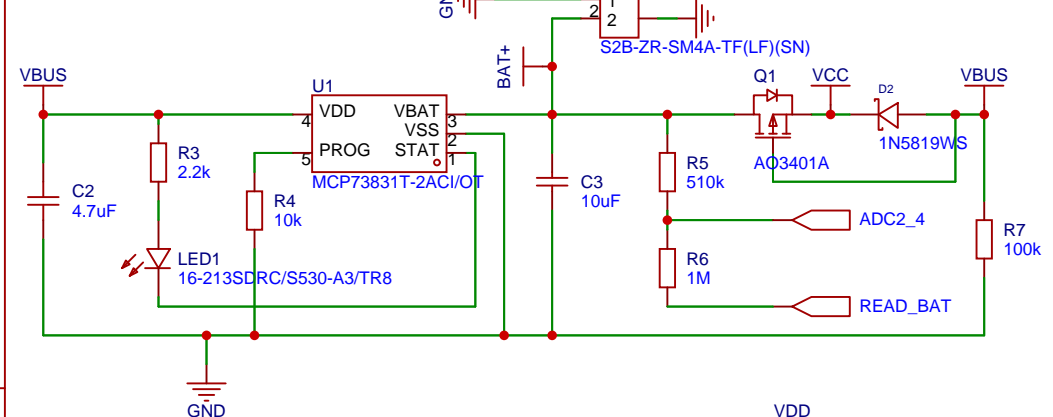 GND
1
2
2
S2B-ZR-SM4A-TF(LF)(SN)
BAT+
VBUS
U1
Q1
VCC
D2
VBUS
VDD
VBAT
4
3
VSS
2
PROG
STAT
5
1
MCP73831T-2ACI/OT
1N5819WS
AO3401A
R3
2.2k
R5
510k
C2
4.7uF
R4
10k
C3
10uF
ADC2_4
R7
100k
LED1
16-213SDRC/S530-A3/TR8
R6
1M
READ_BAT
GND
VDD